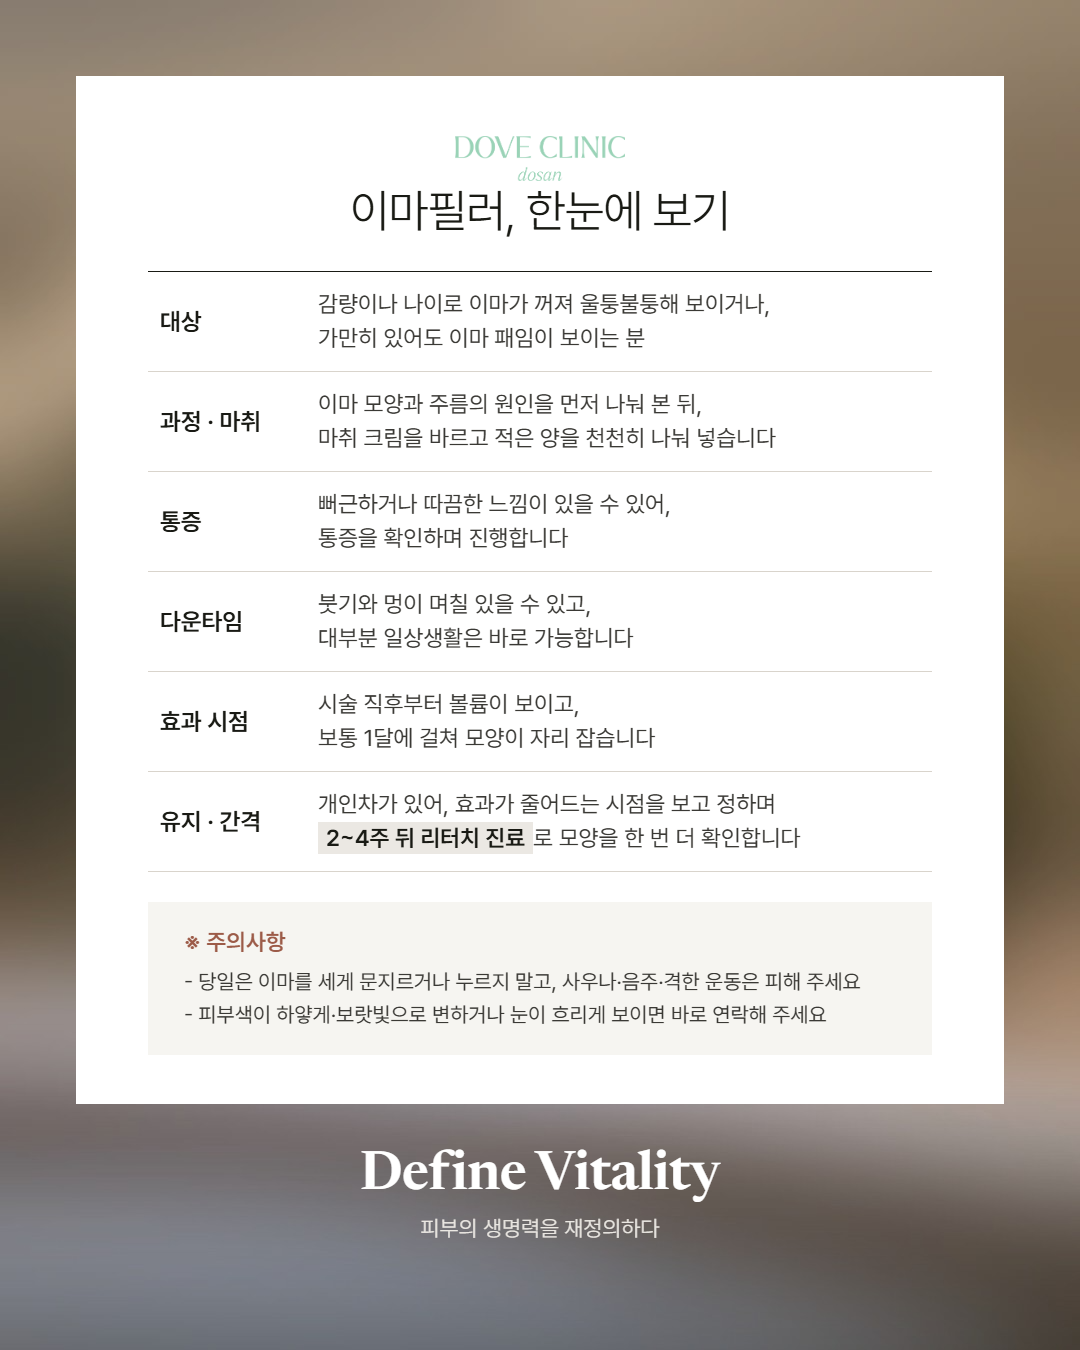 DOVE CLINIC
dosan
이마필러, 한눈에 보기
대상
감량이나 나이로 이마가 꺼져 울퉁불퉁해 보이거나,
가만히 있어도 이마 패임이 보이는 분
과정 · 마취
이마 모양과 주름의 원인을 먼저 나눠 본 뒤,
마취 크림을 바르고 적은 양을 천천히 나눠 넣습니다
통증
뻐근하거나 따끔한 느낌이 있을 수 있어,
통증을 확인하며 진행합니다
다운타임
붓기와 멍이 며칠 있을 수 있고,
대부분 일상생활은 바로 가능합니다
효과 시점
시술 직후부터 볼륨이 보이고,
보통 1달에 걸쳐 모양이 자리 잡습니다
유지 · 간격
개인차가 있어, 효과가 줄어드는 시점을 보고 정하며
2~4주 뒤 리터치 진료로 모양을 한 번 더 확인합니다
※ 주의사항
- 당일은 이마를 세게 문지르거나 누르지 말고, 사우나·음주·격한 운동은 피해 주세요
- 피부색이 하얗게·보랏빛으로 변하거나 눈이 흐리게 보이면 바로 연락해 주세요
Define Vitality
피부의 생명력을 재정의하다